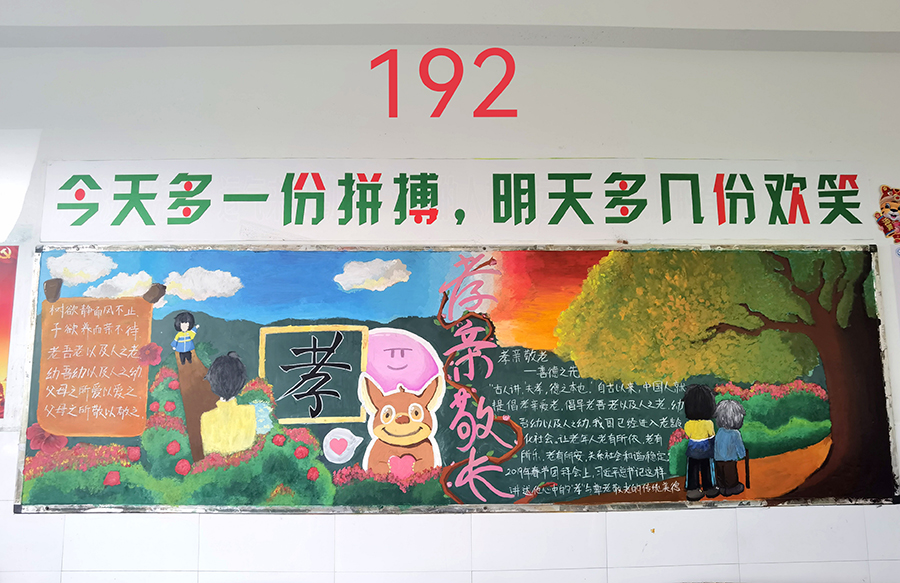 192
今天多一份拼搏,明天多几份欢笑
树欲静而风不止
子欲养而亲不待
老吾老以及人之老
幼吾幼以及人之幼
父母之所爱以爱之
父母之所敬以敬之
孝
孝亲敬长
孝亲敬老
——善德之先
"古人讲,夫孝,德之本也."自古以来,中国人就
提倡孝亲敬老,倡导老吾老以及人之老、幼
吾幼以及人之幼.我国已经进入老龄
化社会.让老年人老有所依、老有
所乐、老有所安,关系社会和谐稳定.
2019年春节团拜会上,习近平总书记这样
讲述他心中的"孝"与尊老敬老的传统美德